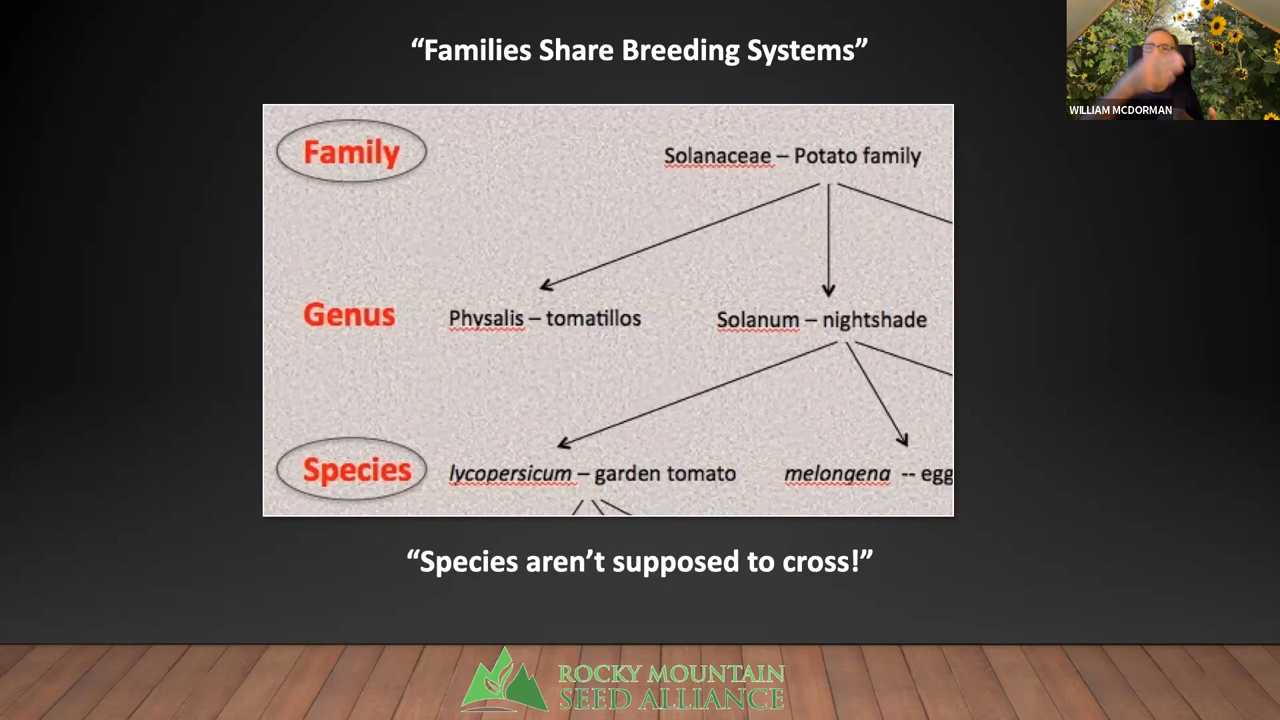 “Families Share Breeding Systems”
WILLIAM MCDORMAN
Family
Solanaceae – Potato family
Genus
Physalis – tomatillos
Solanum – nightshade
Species
lycopersicum – garden tomato
melongena -- egg
“Species aren’t supposed to cross!”
ROCKY MOUNTAIN
SEED ALLIANCE